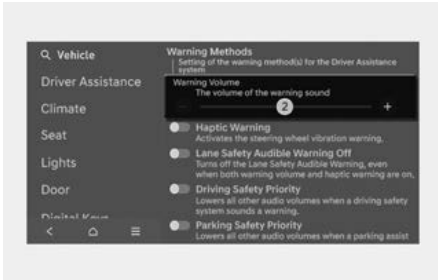 Vehicle
Driver Assistance
Climate
Seat
Lights
Door
Digital Keys
Warning Methods
Setting of the warning method(s) for the Driver Assistance
system
Warning Volume
The volume of the warning sound
− 2 +
Haptic Warning
Activates the steering wheel vibration warning.
Lane Safety Audible Warning Off
Turns off the Lane Safety Audible Warning, even
when both warning volume and haptic warning are on.
Driving Safety Priority
Lowers all other audio volumes when a driving safety
system sounds a warning.
Parking Safety Priority
Lowers all other audio volumes when a parking assist